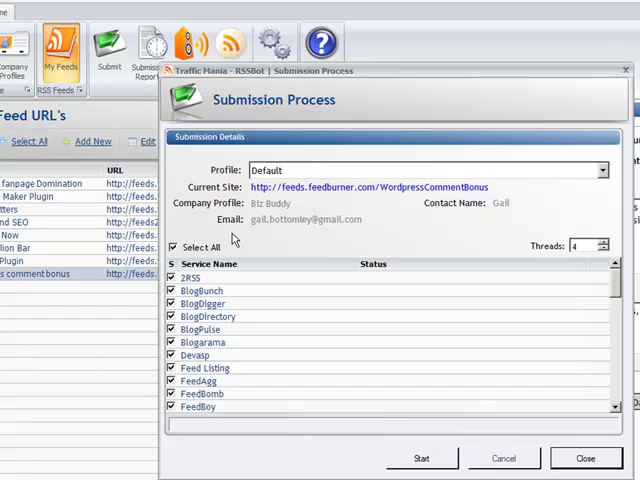 me
ompany
Profiles
My Feeds
RSS Feeds
Submit
Submiss
Report
Traffic Mania - RSSBot | Submission Process
Submission Process
Feed URL's
Select All
Add New
Edit
URL
fanpage Domination http://feeds.
Maker Plugin http://feeds.
tters http://feeds.
nd SEO http://feeds2
Now http://feeds.
lion Bar http://feeds.
Plugin http://feeds.
s comment bonus http://feeds.
Submission Details
Profile: Default
Current Site: http://feeds.feedburner.com/WordpressCommentBonus
Company Profile: Biz Buddy Contact Name: Gail
Email: gail.bottomley@gmail.com
Select All Threads: 4
S Service Name Status
2RSS
BlogBunch
BlogDigger
BlogDirectory
BlogPulse
Blogarama
Devasp
Feed Listing
FeedAgg
FeedBomb
FeedBoy
Start Cancel Close